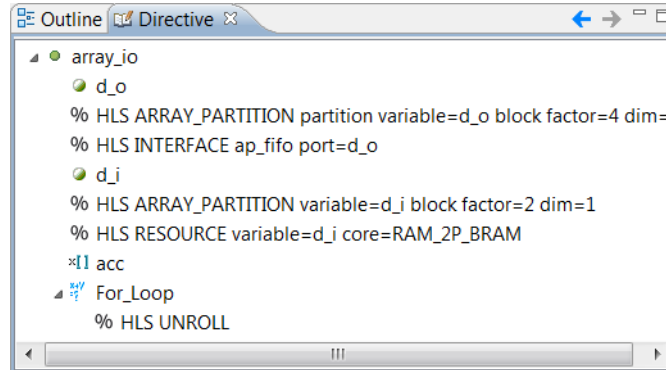 Outline Directive
array_io
d_o
% HLS ARRAY_PARTITION partition variable=d_o block factor=4 dim=
% HLS INTERFACE ap_fifo port=d_o
d_i
% HLS ARRAY_PARTITION variable=d_i block factor=2 dim=1
% HLS RESOURCE variable=d_i core=RAM_2P_BRAM
×[] acc
For_Loop
% HLS UNROLL